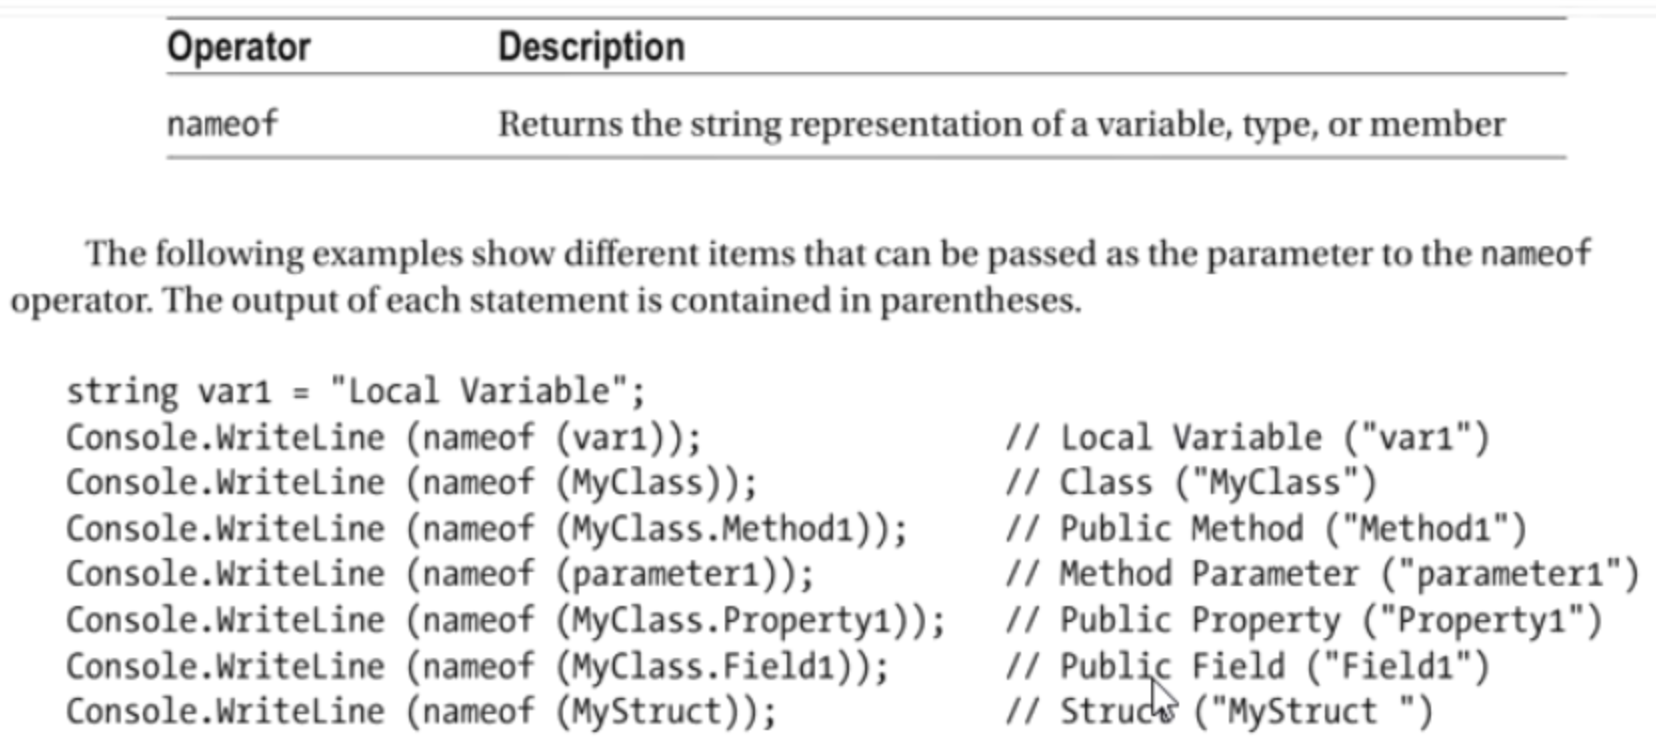 Operator Description
nameof Returns the string representation of a variable, type, or member
The following examples show different items that can be passed as the parameter to the nameof
operator. The output of each statement is contained in parentheses.
string var1 = "Local Variable";
Console.WriteLine (nameof (var1)); // Local Variable ("var1")
Console.WriteLine (nameof (MyClass)); // Class ("MyClass")
Console.WriteLine (nameof (MyClass.Method1)); // Public Method ("Method1")
Console.WriteLine (nameof (parameter1)); // Method Parameter ("parameter1")
Console.WriteLine (nameof (MyClass.Property1)); // Public Property ("Property1")
Console.WriteLine (nameof (MyClass.Field1)); // Public Field ("Field1")
Console.WriteLine (nameof (MyStruct)); // Struct ("MyStruct ")